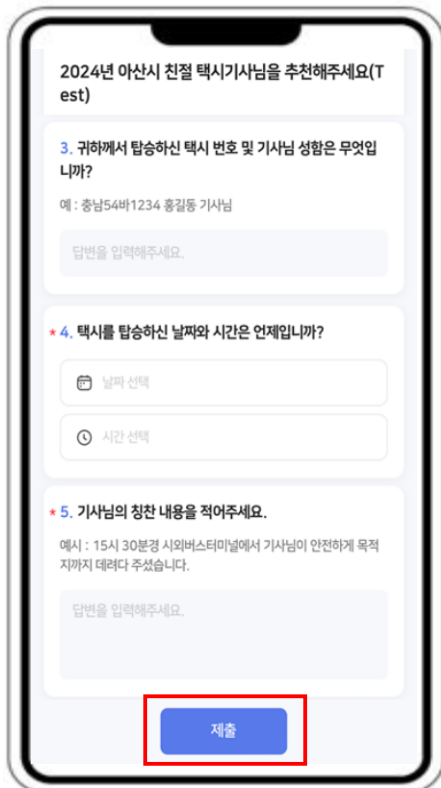 2024년 아산시 친절 택시기사님을 추천해주세요(T
est)
3. 귀하께서 탑승하신 택시 번호 및 기사님 성함은 무엇입
니까?
예 : 충남54바1234 홍길동 기사님
답변을 입력해주세요.
* 4. 택시를 탑승하신 날짜와 시간은 언제입니까?
날짜 선택
시간 선택
* 5. 기사님의 칭찬 내용을 적어주세요.
예시 : 15시 30분경 시외버스터미널에서 기사님이 안전하게 목적
지까지 데려다 주셨습니다.
답변을 입력해주세요.
제출